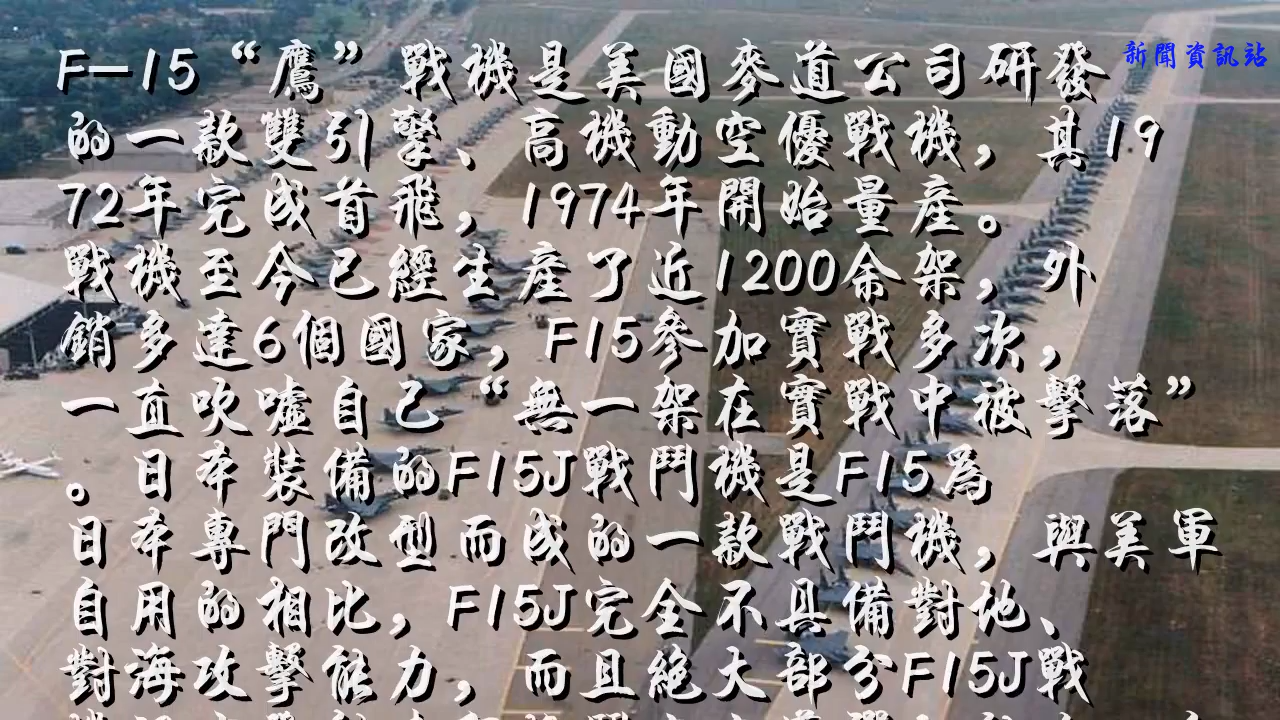 新聞資訊站
F—15“鷹”戰機是美國麥道公司研發
的一款雙引擎、高機動空優戰機，其19
72年完成首飛，1974年開始量産。
戰機至今已經生産了近1200余架，外
銷多達6個國家，F15參加實戰多次，
一直吹噓自己“無一架在實戰中被擊落”
。日本裝備的F15J戰鬥機是F15為
日本專門改型而成的一款戰鬥機，與美軍
自用的相比，F15J完全不具備對地、
對海攻擊能力，而且絕大部分F15J戰